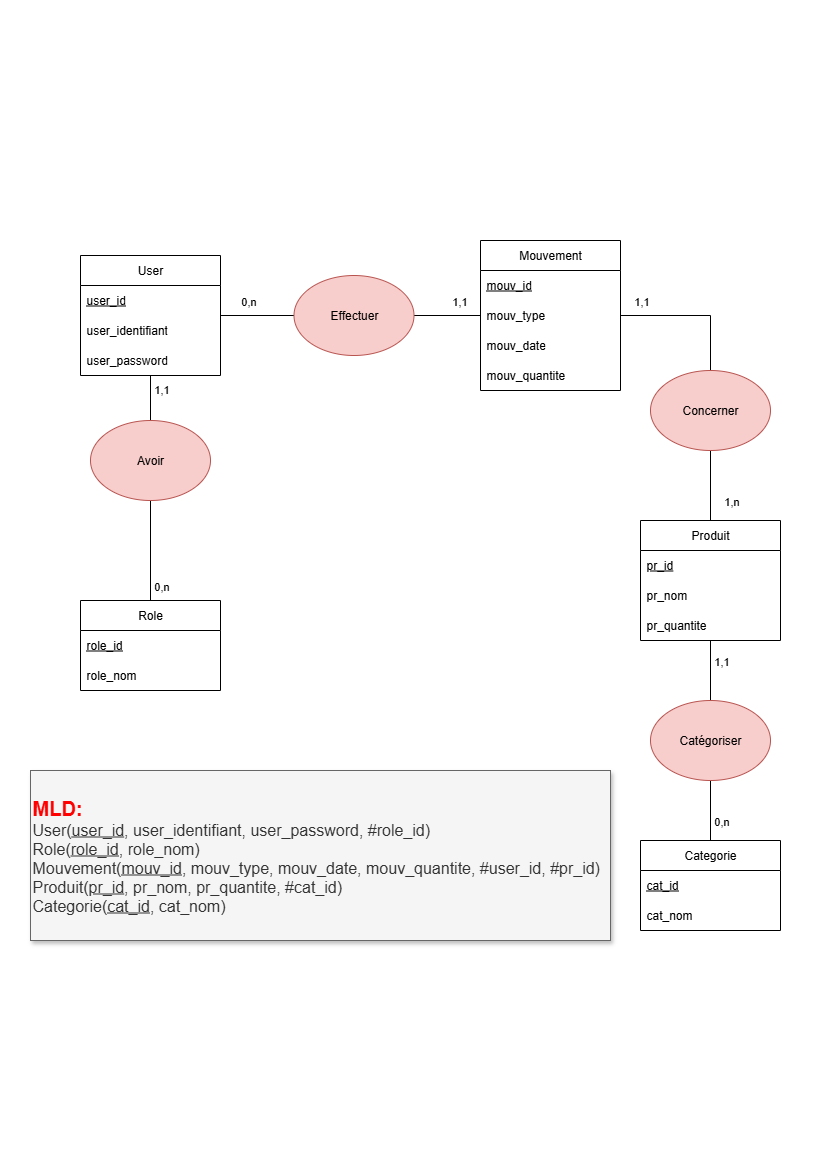 User
user_id
user_identifiant
user_password
0,n
Effectuer
1,1
Mouvement
mouv_id
mouv_type
mouv_date
mouv_quantite
1,1
Concerner
1,n
Produit
pr_id
pr_nom
pr_quantite
1,1
Catégoriser
0,n
Categorie
cat_id
cat_nom
1,1
Avoir
0,n
Role
role_id
role_nom
MLD:
User(user_id, user_identifiant, user_password, #role_id)
Role(role_id, role_nom)
Mouvement(mouv_id, mouv_type, mouv_date, mouv_quantite, #user_id, #pr_id)
Produit(pr_id, pr_nom, pr_quantite, #cat_id)
Categorie(cat_id, cat_nom)